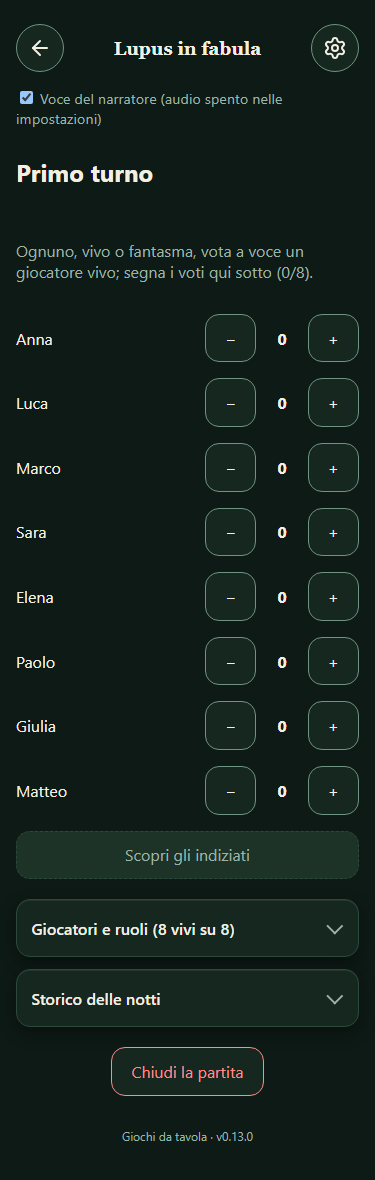 Lupus in fabula
Voce del narratore (audio spento nelle
impostazioni)
Primo turno
Ognuno, vivo o fantasma, vota a voce un
giocatore vivo; segna i voti qui sotto (0/8).
Anna – 0 +
Luca – 0 +
Marco – 0 +
Sara – 0 +
Elena – 0 +
Paolo – 0 +
Giulia – 0 +
Matteo – 0 +
Scopri gli indiziati
Giocatori e ruoli (8 vivi su 8)
Storico delle notti
Chiudi la partita
Giochi da tavola · v0.13.0